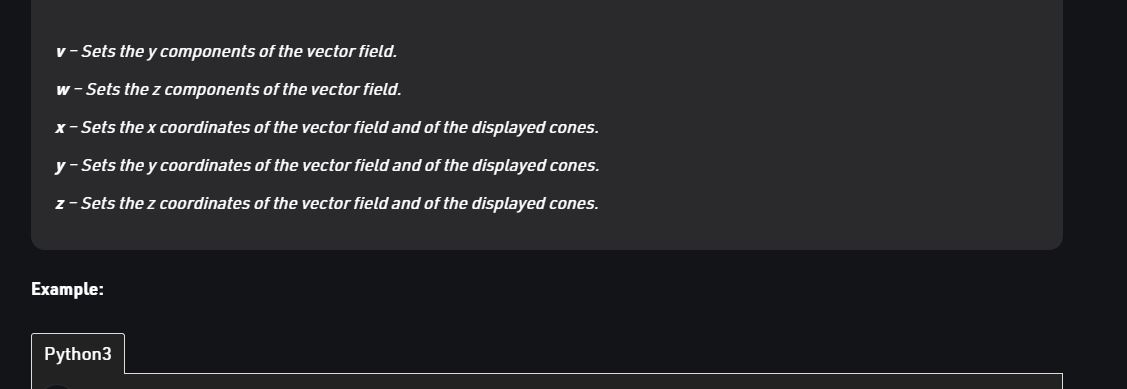 v – Sets the y components of the vector field.
w – Sets the z components of the vector field.
x – Sets the x coordinates of the vector field and of the displayed cones.
y – Sets the y coordinates of the vector field and of the displayed cones.
z – Sets the z coordinates of the vector field and of the displayed cones.
Example:
Python3